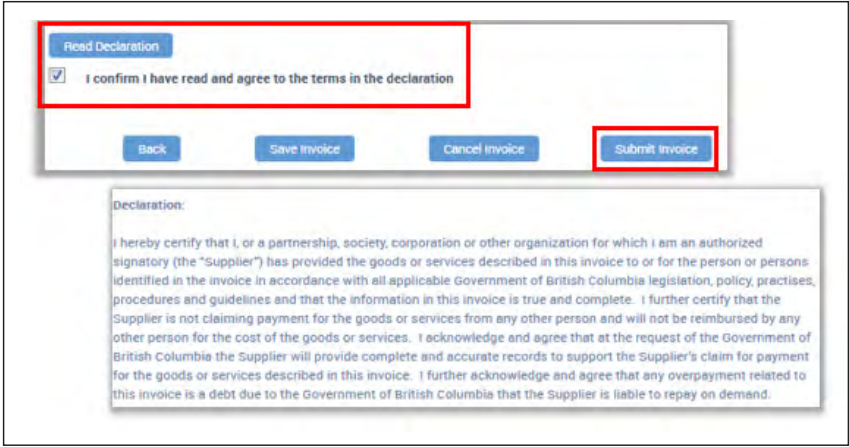 Read Declaration
I confirm I have read and agree to the terms in the declaration
Back Save Invoice Cancel Invoice Submit Invoice
Declaration:
I hereby certify that I, or a partnership, society, corporation or other organization for which I am an authorized
signatory (the "Supplier") has provided the goods or services described in this invoice to or for the person or persons
identified in the invoice in accordance with all applicable Government of British Columbia legislation, policy, practises,
procedures and guidelines and that the information in this invoice is true and complete. I further certify that the
Supplier is not claiming payment for the goods or services from any other person and will not be reimbursed by any
other person for the cost of the goods or services. I acknowledge and agree that at the request of the Government of
British Columbia the Supplier will provide complete and accurate records to support the Supplier's claim for payment
for the goods or services described in this invoice. I further acknowledge and agree that any overpayment related to
this invoice is a debt due to the Government of British Columbia that the Supplier is liable to repay on demand.